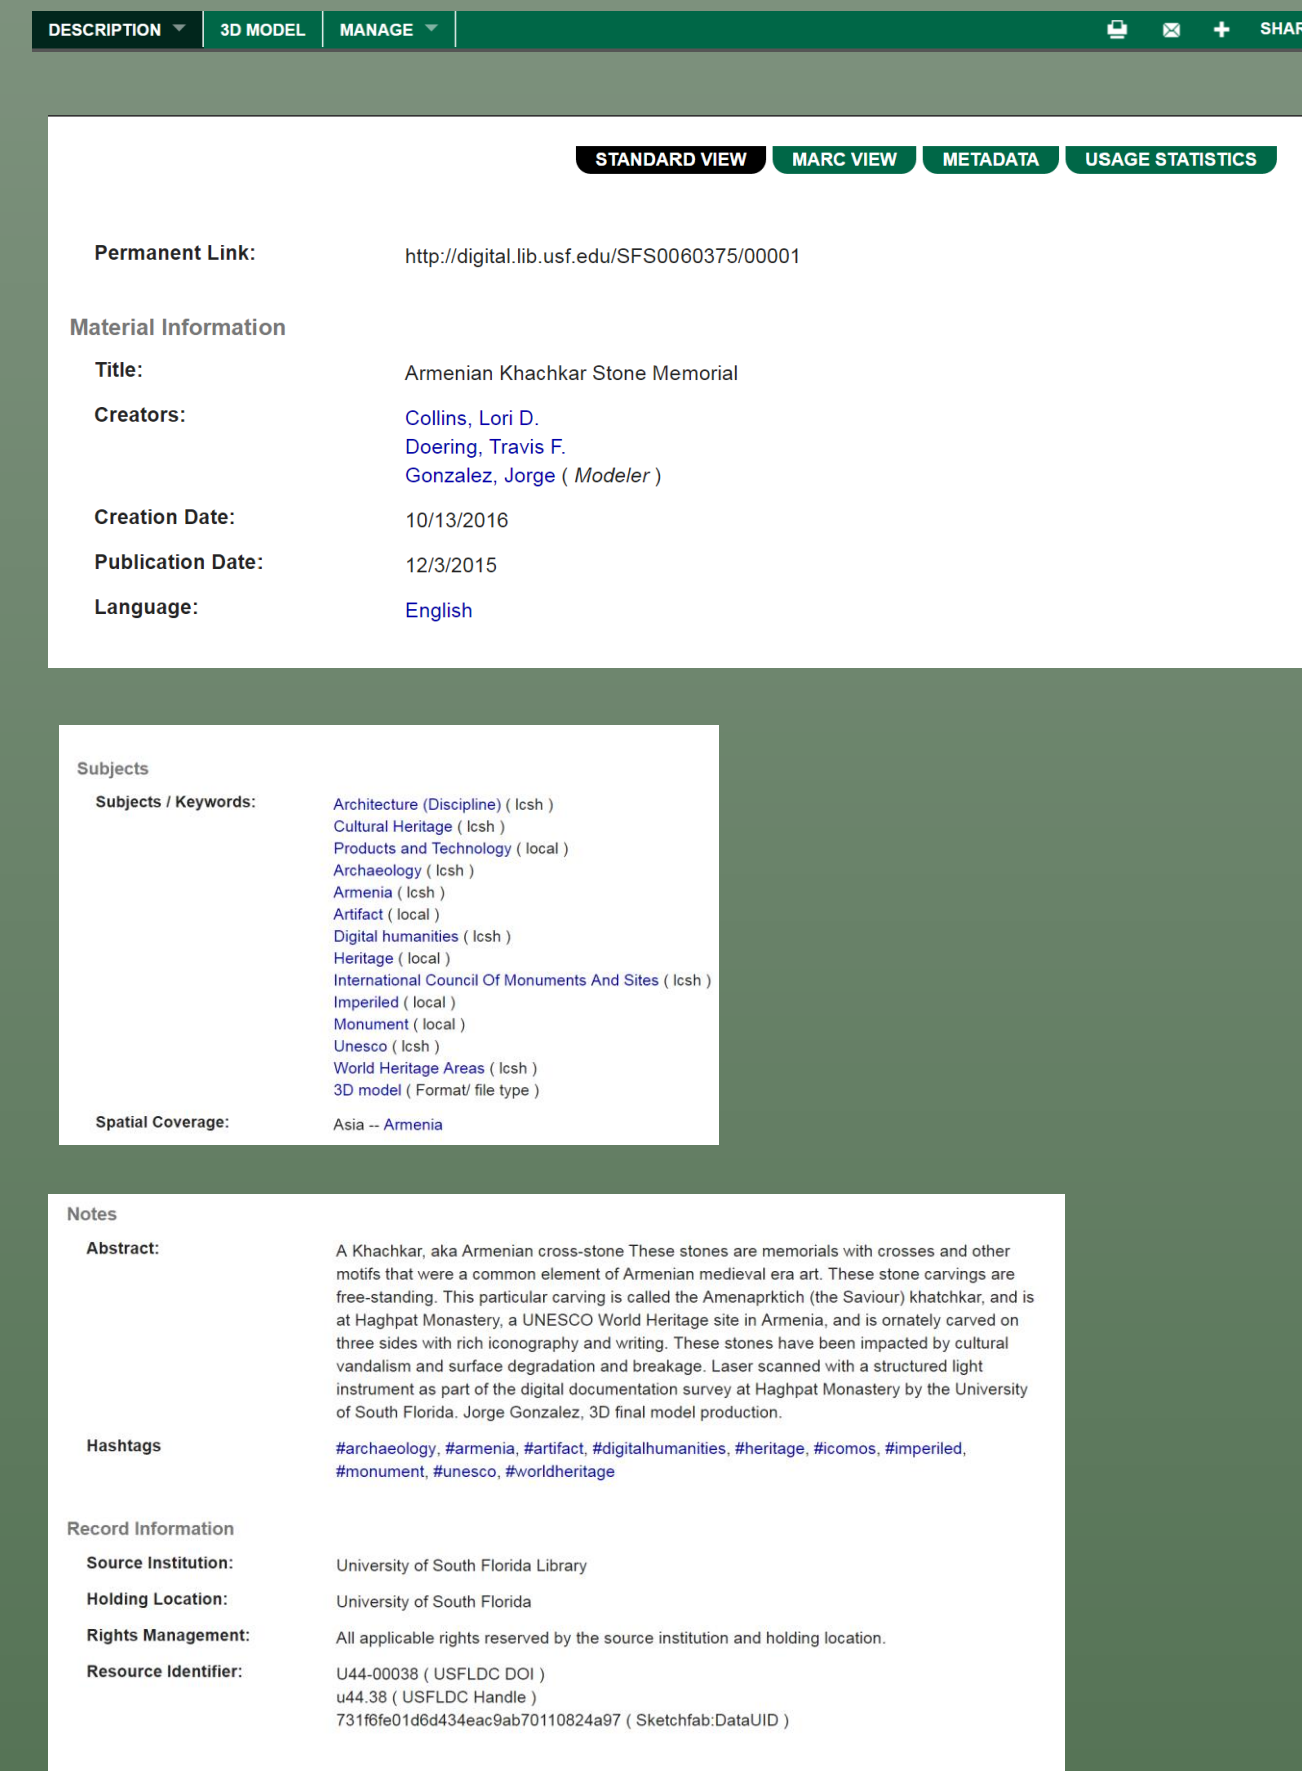 DESCRIPTION 3D MODEL MANAGE
STANDARD VIEW MARC VIEW METADATA USAGE STATISTICS
Permanent Link: http://digital.lib.usf.edu/SFS0060375/00001
Material Information
Title: Armenian Khachkar Stone Memorial
Creators: Collins, Lori D.
Doering, Travis F.
Gonzalez, Jorge ( Modeler )
Creation Date: 10/13/2016
Publication Date: 12/3/2015
Language: English
Subjects
Subjects / Keywords: Architecture (Discipline) ( lcsh )
Cultural Heritage ( lcsh )
Products and Technology ( local )
Archaeology ( lcsh )
Armenia ( lcsh )
Artifact ( local )
Digital humanities ( lcsh )
Heritage ( local )
International Council Of Monuments And Sites ( lcsh )
Imperiled ( local )
Monument ( local )
Unesco ( lcsh )
World Heritage Areas ( lcsh )
3D model ( Format/ file type )
Spatial Coverage: Asia -- Armenia
Notes
Abstract: A Khachkar, aka Armenian cross-stone These stones are memorials with crosses and other
motifs that were a common element of Armenian medieval era art. These stone carvings are
free-standing. This particular carving is called the Amenaprktich (the Saviour) khatchkar, and is
at Haghpat Monastery, a UNESCO World Heritage site in Armenia, and is ornately carved on
three sides with rich iconography and writing. These stones have been impacted by cultural
vandalism and surface degradation and breakage. Laser scanned with a structured light
instrument as part of the digital documentation survey at Haghpat Monastery by the University
of South Florida. Jorge Gonzalez, 3D final model production.
Hashtags #archaeology, #armenia, #artifact, #digitalhumanities, #heritage, #icomos, #imperiled,
#monument, #unesco, #worldheritage
Record Information
Source Institution: University of South Florida Library
Holding Location: University of South Florida
Rights Management: All applicable rights reserved by the source institution and holding location.
Resource Identifier: U44-00038 ( USFLDC DOI )
u44.38 ( USFLDC Handle )
731f6fe01d6d434eac9ab70110824a97 ( Sketchfab:DataUID )